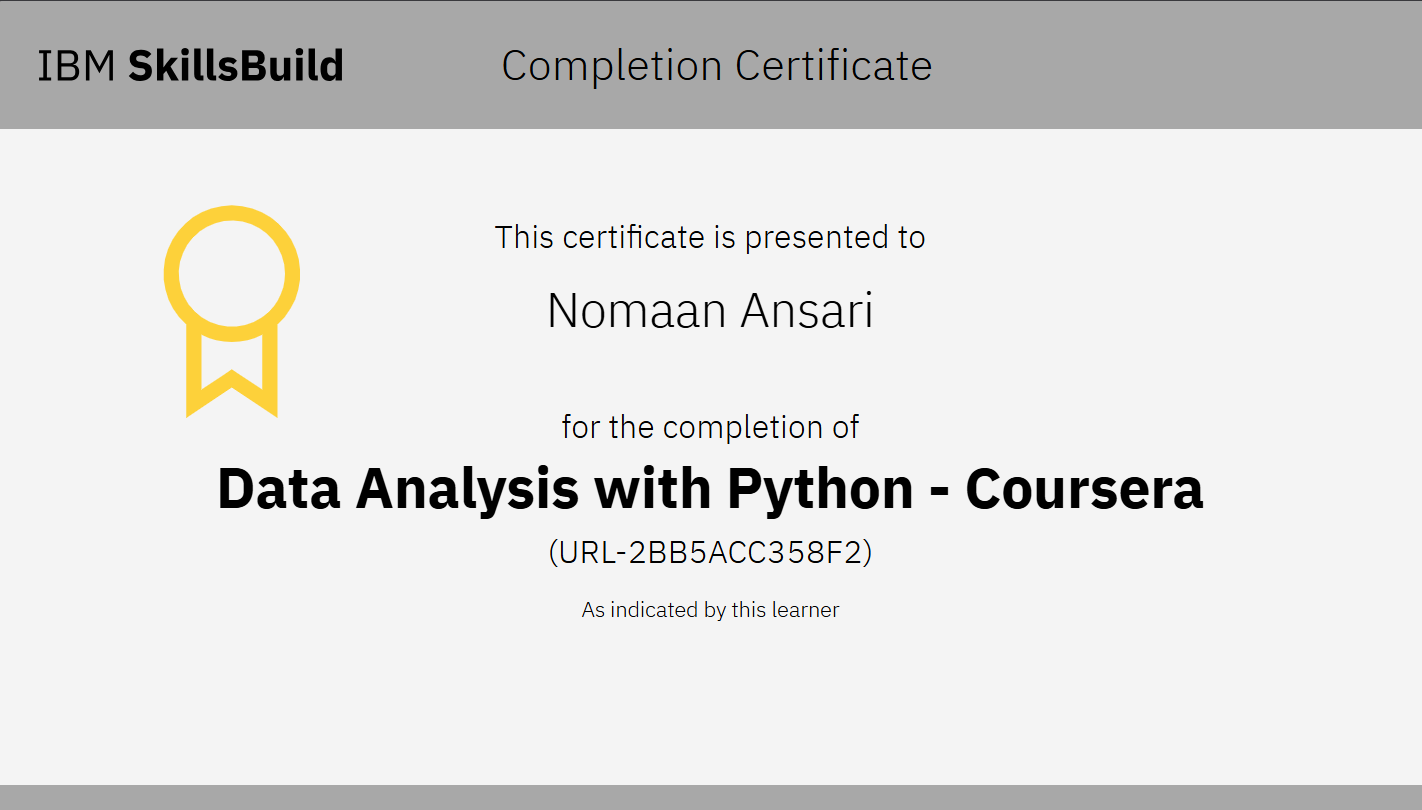 IBM SkillsBuild
Completion Certificate
This certificate is presented to
Nomaan Ansari
for the completion of
Data Analysis with Python - Coursera
(URL-2BB5ACC358F2)
As indicated by this learner